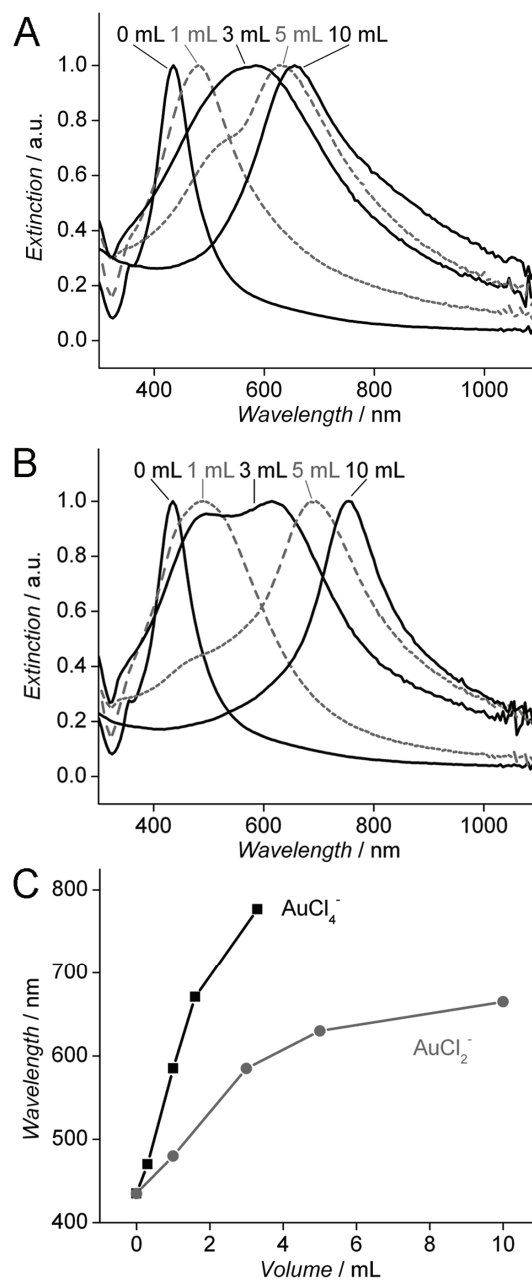 A
0 mL 1 mL 3 mL 5 mL 10 mL
1.0
0.8
0.6
0.4
0.2
0.0
Extinction / a.u.
400 600 800 1000
Wavelength / nm
B
0 mL 1 mL 3 mL 5 mL 10 mL
1.0
0.8
0.6
0.4
0.2
0.0
Extinction / a.u.
400 600 800 1000
Wavelength / nm
C
800
700
600
500
400
Wavelength / nm
AuCl₄⁻
AuCl₂⁻
0 2 4 6 8 10
Volume / mL